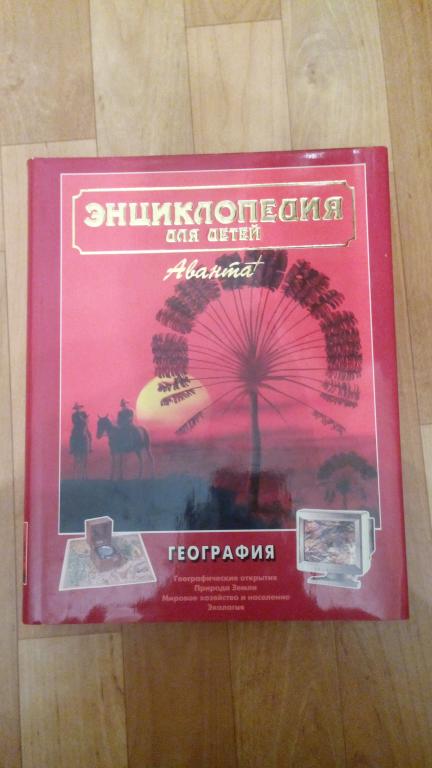 ЭНЦИКЛОПЕДИЯ
ДЛЯ ДЕТЕЙ
Аванта+
ГЕОГРАФИЯ
Географические открытия
Природа Земли
Мировое хозяйство и население
Экология